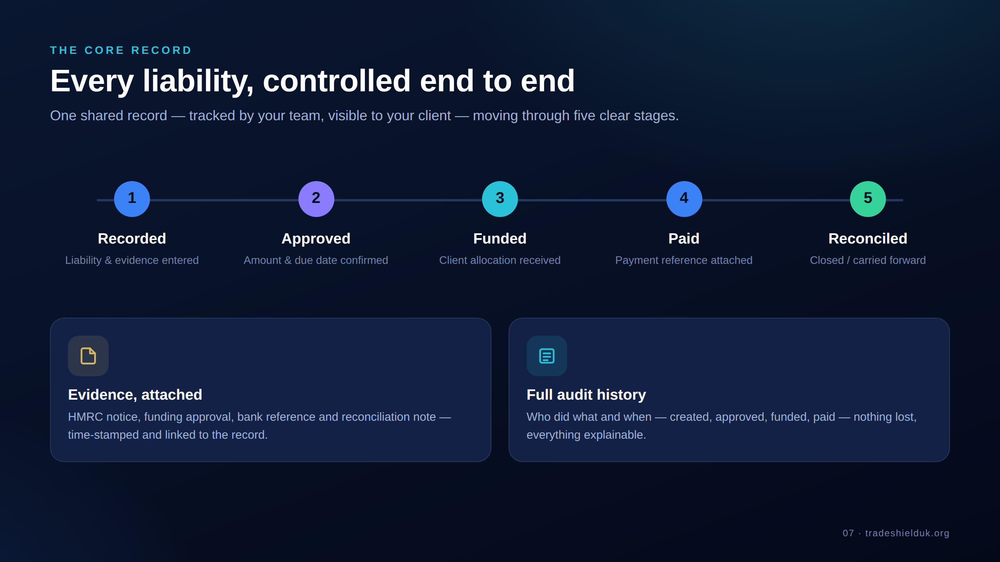 THE CORE RECORD
Every liability, controlled end to end
One shared record — tracked by your team, visible to your client — moving through five clear stages.
1
2
3
4
5
Recorded
Approved
Funded
Paid
Reconciled
Liability & evidence entered
Amount & due date confirmed
Client allocation received
Payment reference attached
Closed / carried forward
Evidence, attached
HMRC notice, funding approval, bank reference and reconciliation note —
time-stamped and linked to the record.
Full audit history
Who did what and when — created, approved, funded, paid — nothing lost,
everything explainable.
07 · tradeshielduk.org